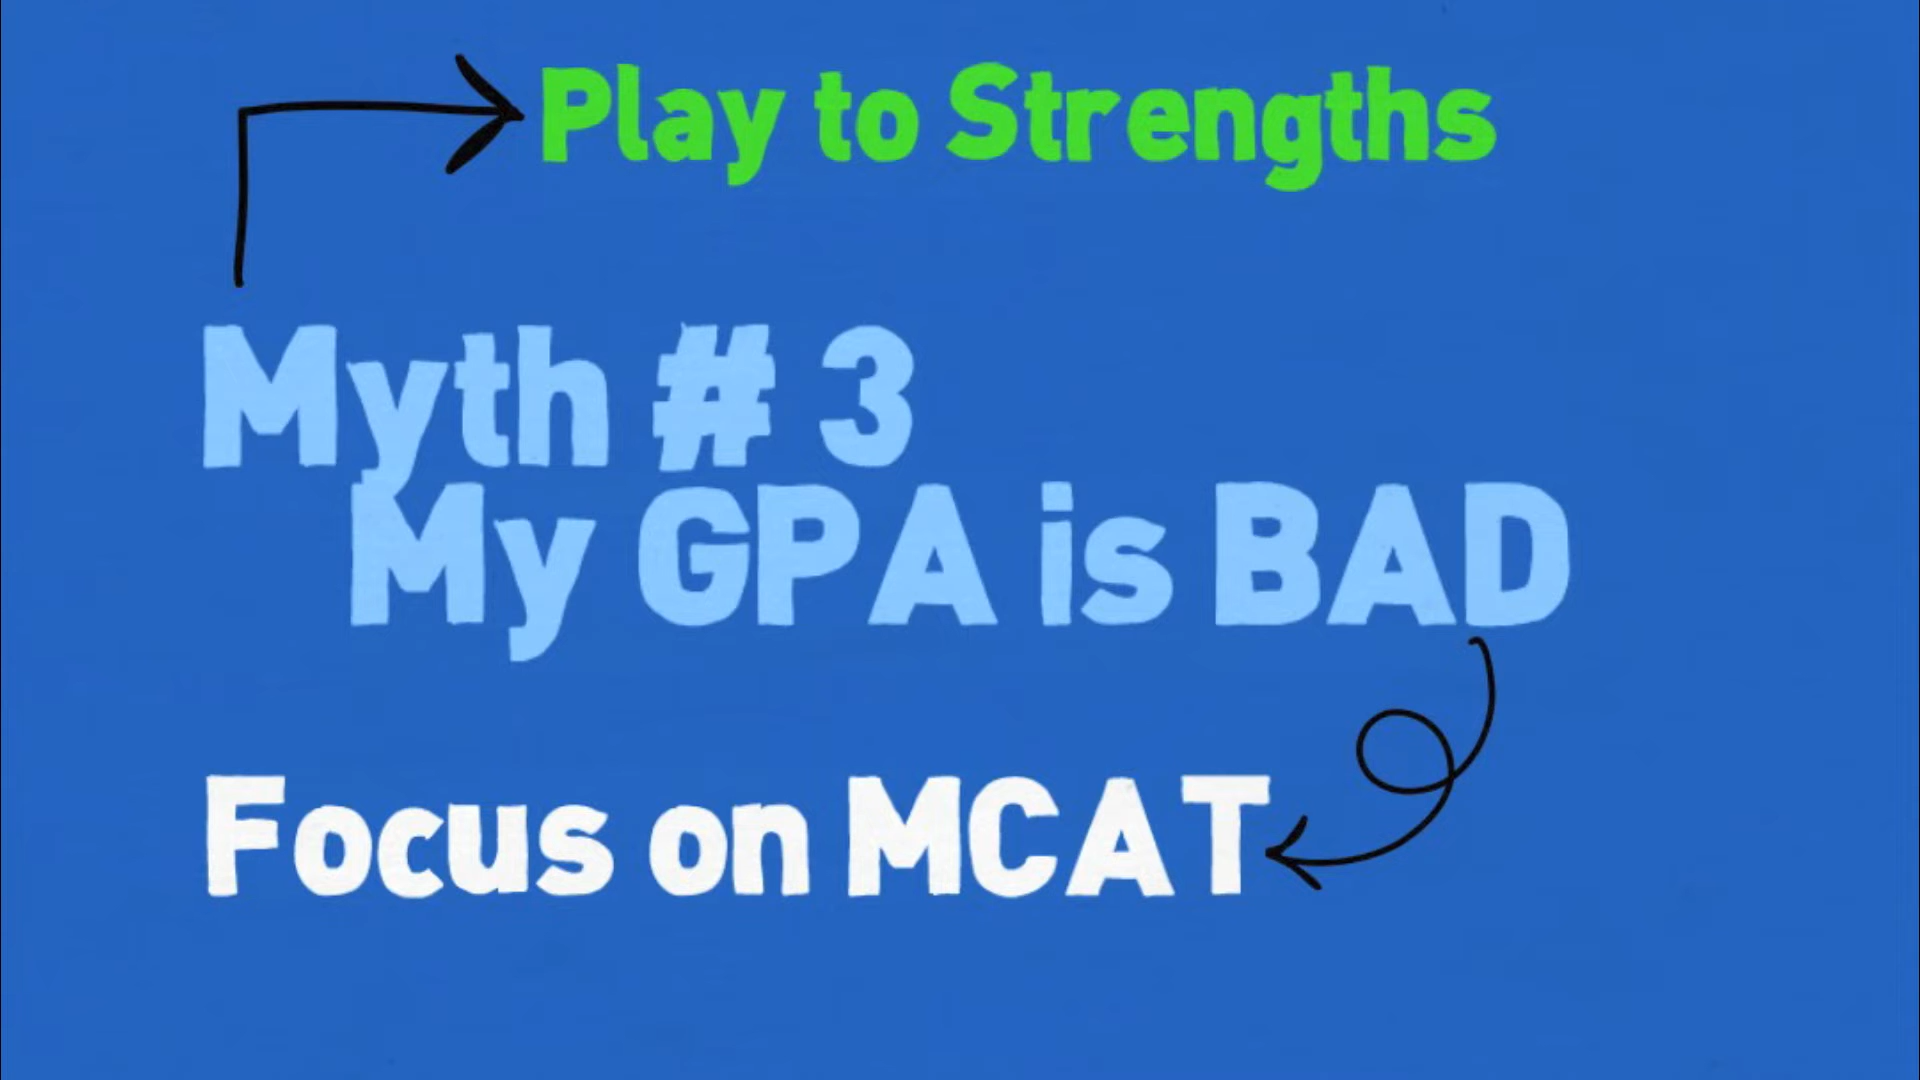 Play to Strengths
Myth # 3
My GPA is BAD
Focus on MCAT